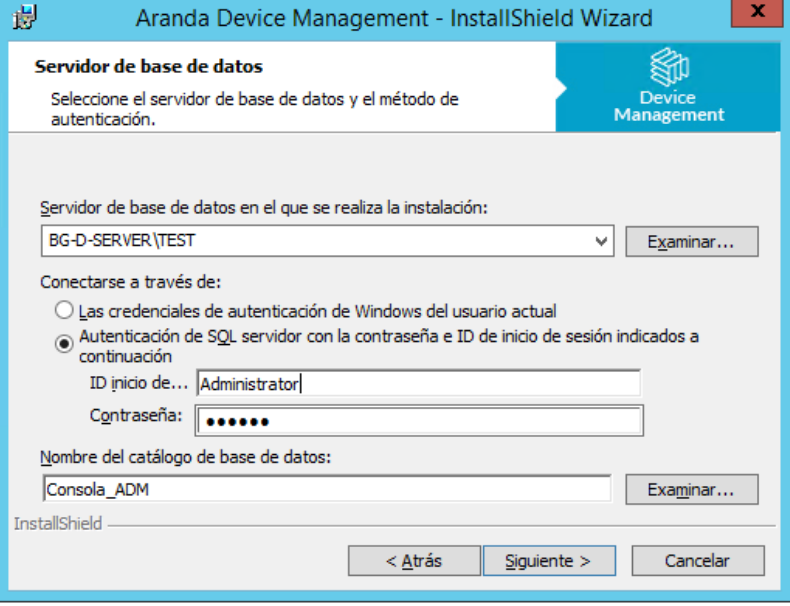 Aranda Device Management - InstallShield Wizard
x
Servidor de base de datos
Seleccione el servidor de base de datos y el método de
autenticación.
Device
Management
Servidor de base de datos en el que se realiza la instalación:
BG-D-SERVER\TEST
Examinar...
Conectarse a través de:
Las credenciales de autenticación de Windows del usuario actual
Autenticación de SQL servidor con la contraseña e ID de inicio de sesión indicados a
continuación
ID inicio de... Administrator
Contraseña: ●●●●●●
Nombre del catálogo de base de datos:
Consola_ADM
Examinar...
InstallShield
< Atrás
Siguiente >
Cancelar